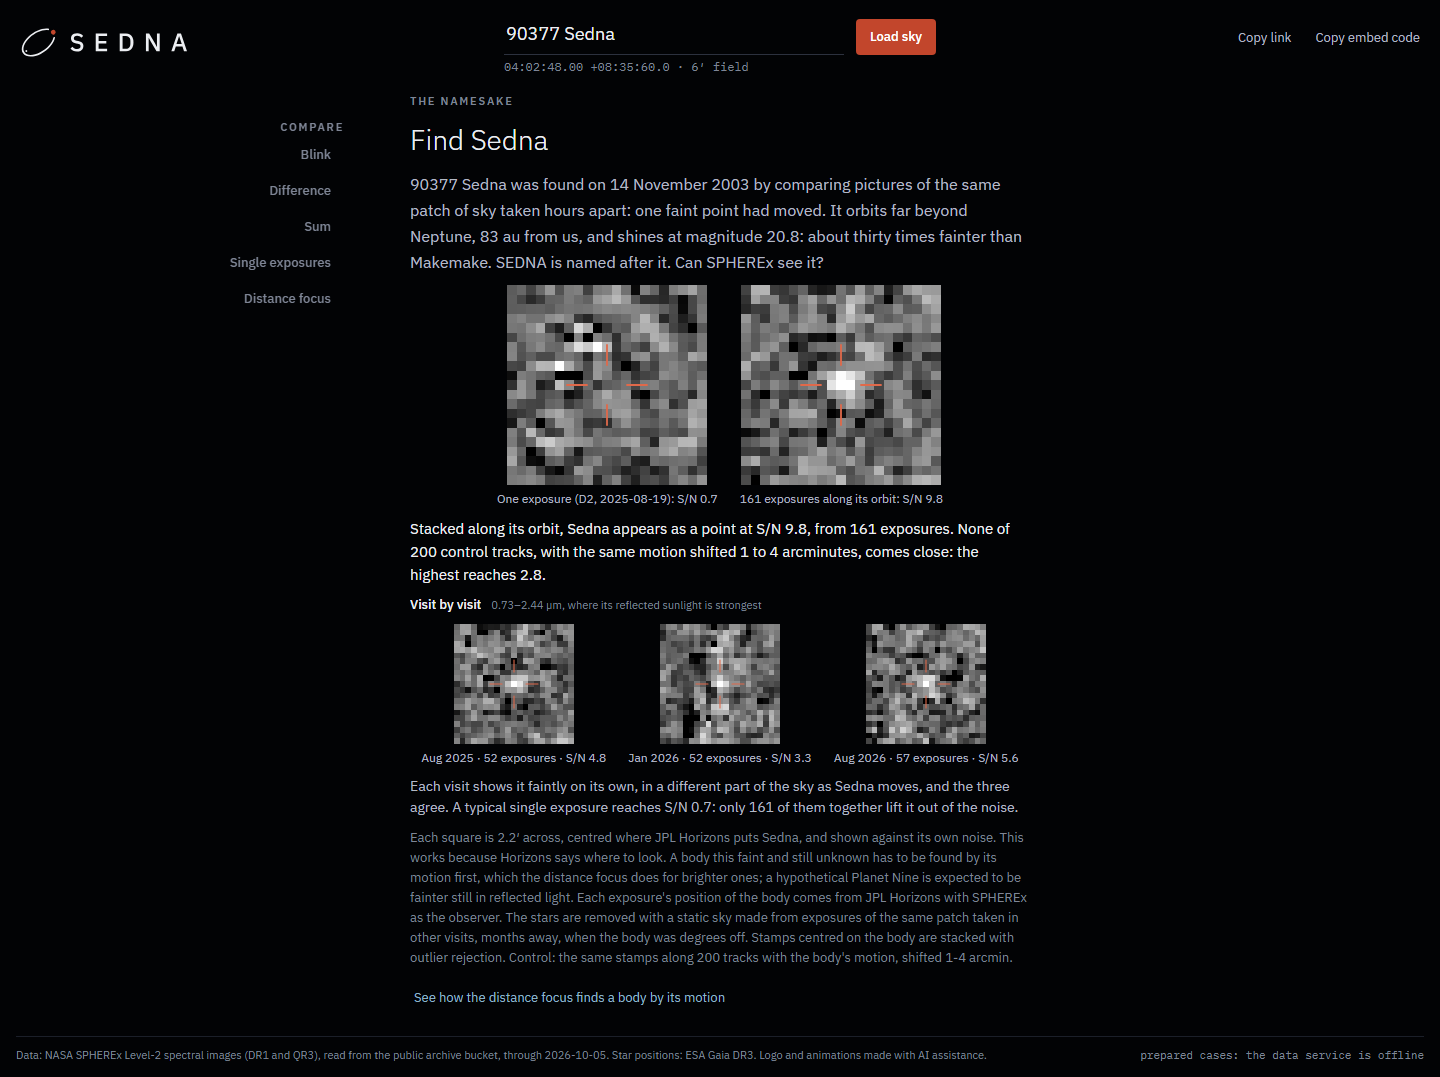 SEDNA
90377 Sedna
Load sky
04:02:48.00 +08:35:60.0 · 6′ field
Copy link
Copy embed code
COMPARE
Blink
Difference
Sum
Single exposures
Distance focus
THE NAMESAKE
Find Sedna
90377 Sedna was found on 14 November 2003 by comparing pictures of the same
patch of sky taken hours apart: one faint point had moved. It orbits far beyond
Neptune, 83 au from us, and shines at magnitude 20.8: about thirty times fainter than
Makemake. SEDNA is named after it. Can SPHEREx see it?
One exposure (D2, 2025-08-19): S/N 0.7
161 exposures along its orbit: S/N 9.8
Stacked along its orbit, Sedna appears as a point at S/N 9.8, from 161 exposures. None of
200 control tracks, with the same motion shifted 1 to 4 arcminutes, comes close: the
highest reaches 2.8.
Visit by visit 0.73–2.44 µm, where its reflected sunlight is strongest
Aug 2025 · 52 exposures · S/N 4.8
Jan 2026 · 52 exposures · S/N 3.3
Aug 2026 · 57 exposures · S/N 5.6
Each visit shows it faintly on its own, in a different part of the sky as Sedna moves, and the three
agree. A typical single exposure reaches S/N 0.7: only 161 of them together lift it out of the noise.
Each square is 2.2′ across, centred where JPL Horizons puts Sedna, and shown against its own noise. This
works because Horizons says where to look. A body this faint and still unknown has to be found by its
motion first, which the distance focus does for brighter ones; a hypothetical Planet Nine is expected to be
fainter still in reflected light. Each exposure's position of the body comes from JPL Horizons with SPHEREx
as the observer. The stars are removed with a static sky made from exposures of the same patch taken in
other visits, months away, when the body was degrees off. Stamps centred on the body are stacked with
outlier rejection. Control: the same stamps along 200 tracks with the body's motion, shifted 1-4 arcmin.
See how the distance focus finds a body by its motion
Data: NASA SPHEREx Level-2 spectral images (DR1 and QR3), read from the public archive bucket, through 2026-10-05. Star positions: ESA Gaia DR3. Logo and animations made with AI assistance.
prepared cases: the data service is offline